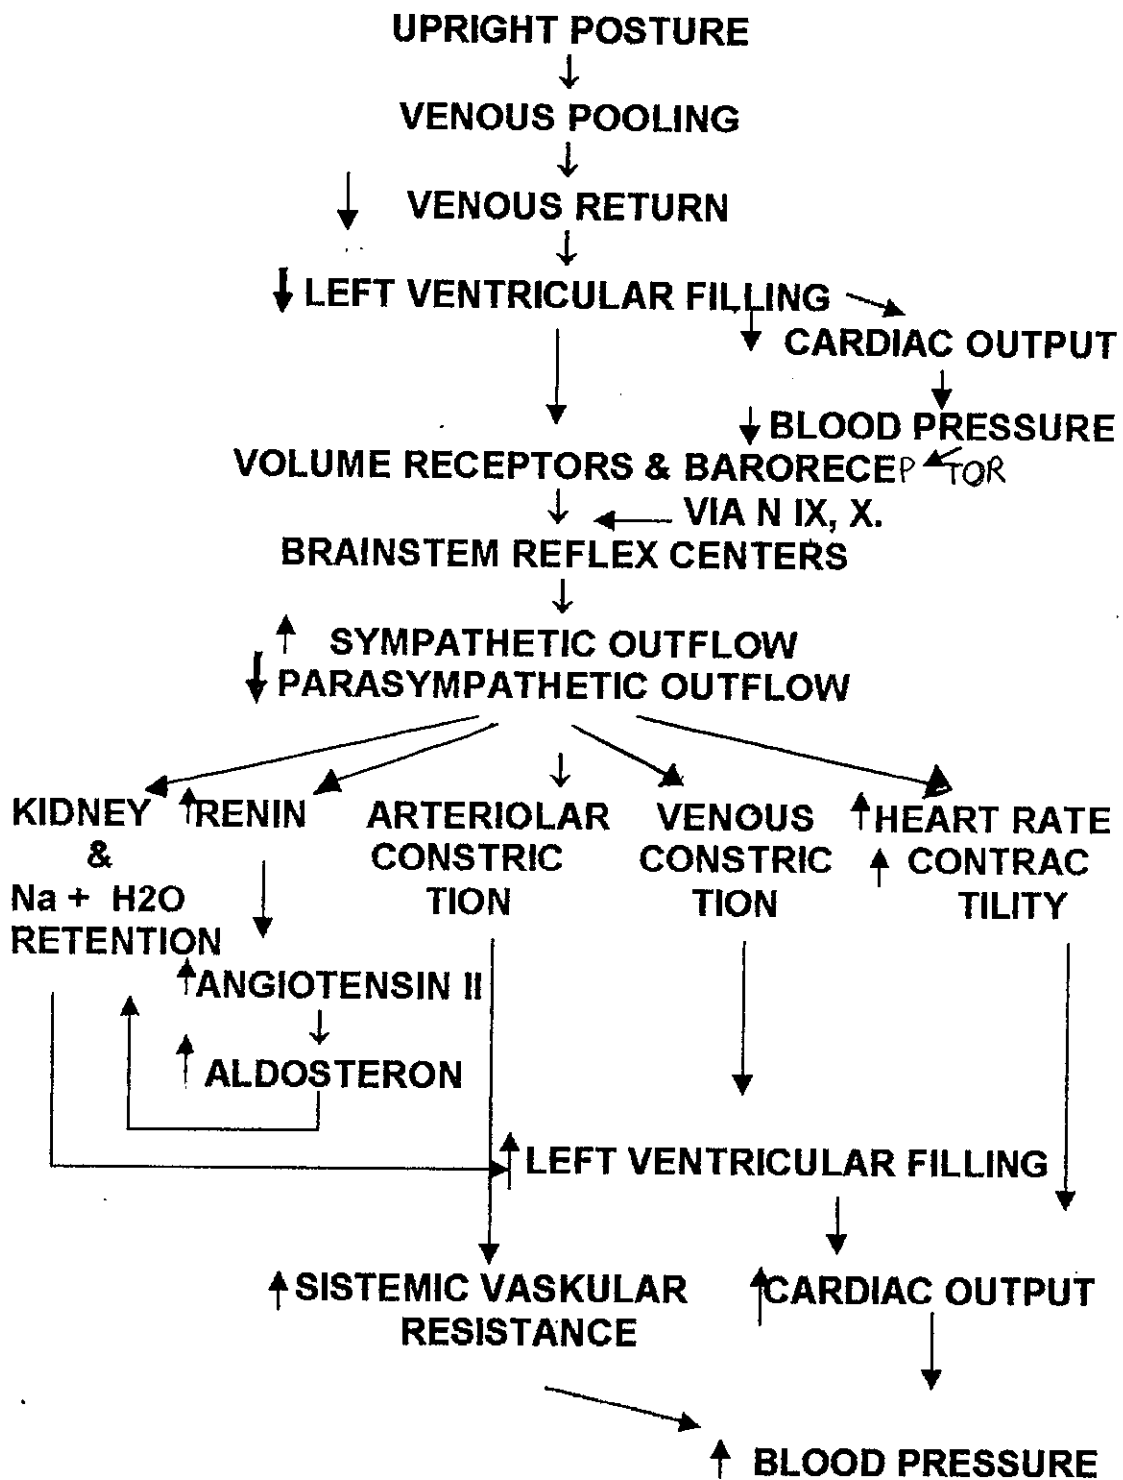 UPRIGHT POSTURE
VENOUS POOLING
VENOUS RETURN
LEFT VENTRICULAR FILLING
CARDIAC OUTPUT
BLOOD PRESSURE
VOLUME RECEPTORS & BARORECEPTOR
VIA N IX, X.
BRAINSTEM REFLEX CENTERS
SYMPATHETIC OUTFLOW
PARASYMPATHETIC OUTFLOW
KIDNEY
&
Na + H2O
RETENTION
RENIN
ANGIOTENSIN II
ALDOSTERON
ARTERIOLAR
CONSTRIC
TION
VENOUS
CONSTRIC
TION
HEART RATE
CONTRAC
TILITY
LEFT VENTRICULAR FILLING
SISTEMIC VASKULAR
RESISTANCE
CARDIAC OUTPUT
BLOOD PRESSURE